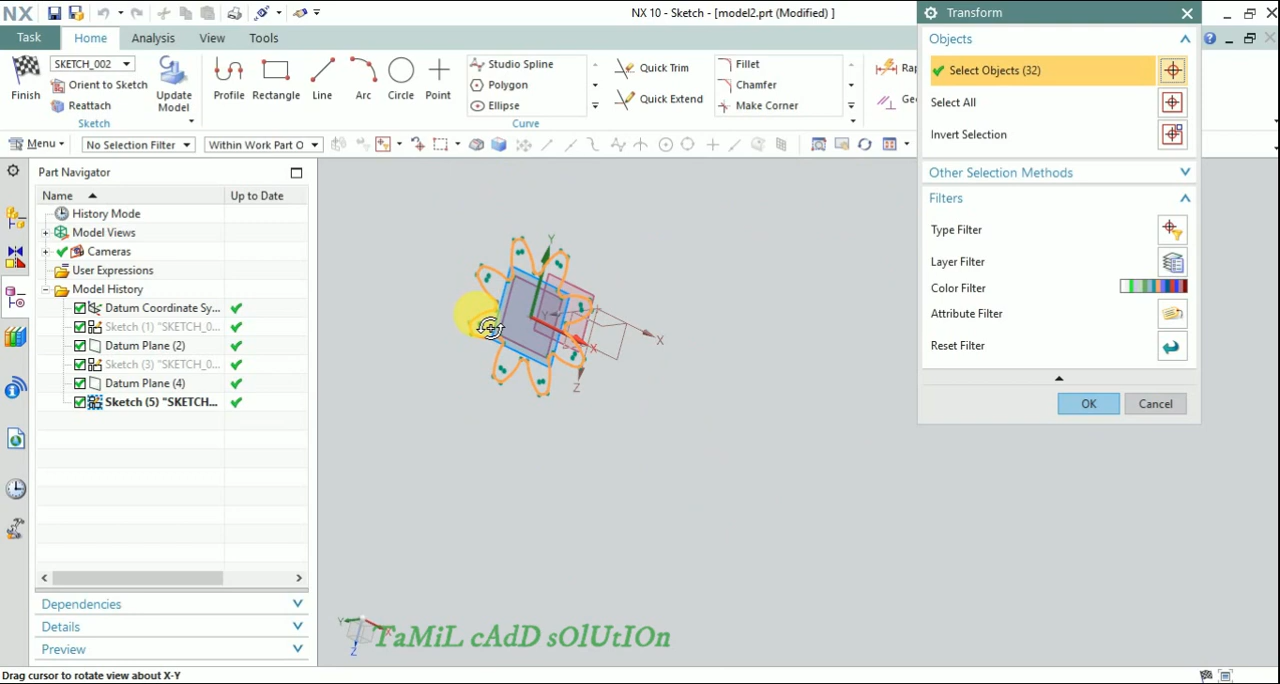 NX
NX 10 - Sketch - [model2.prt (Modified) ]
Transform
Task
Home
Analysis
View
Tools
Objects
SKETCH_002
Finish
Orient to Sketch
Reattach
Update Model
Sketch
Profile
Rectangle
Line
Arc
Circle
Point
Studio Spline
Polygon
Ellipse
Quick Trim
Quick Extend
Fillet
Chamfer
Make Corner
Curve
Select Objects (32)
Select All
Invert Selection
Menu
No Selection Filter
Within Work Part O
Part Navigator
Name
Up to Date
History Mode
Model Views
Cameras
User Expressions
Model History
Datum Coordinate Sy...
Sketch (1) "SKETCH_0...
Datum Plane (2)
Sketch (3) "SKETCH_0...
Datum Plane (4)
Sketch (5) "SKETCH...
Other Selection Methods
Filters
Type Filter
Layer Filter
Color Filter
Attribute Filter
Reset Filter
OK
Cancel
Y
Y
X
X
Z
Dependencies
Details
Preview
Y
Z
TaMiL cAdD sOlUtIOn
Drag cursor to rotate view about X-Y